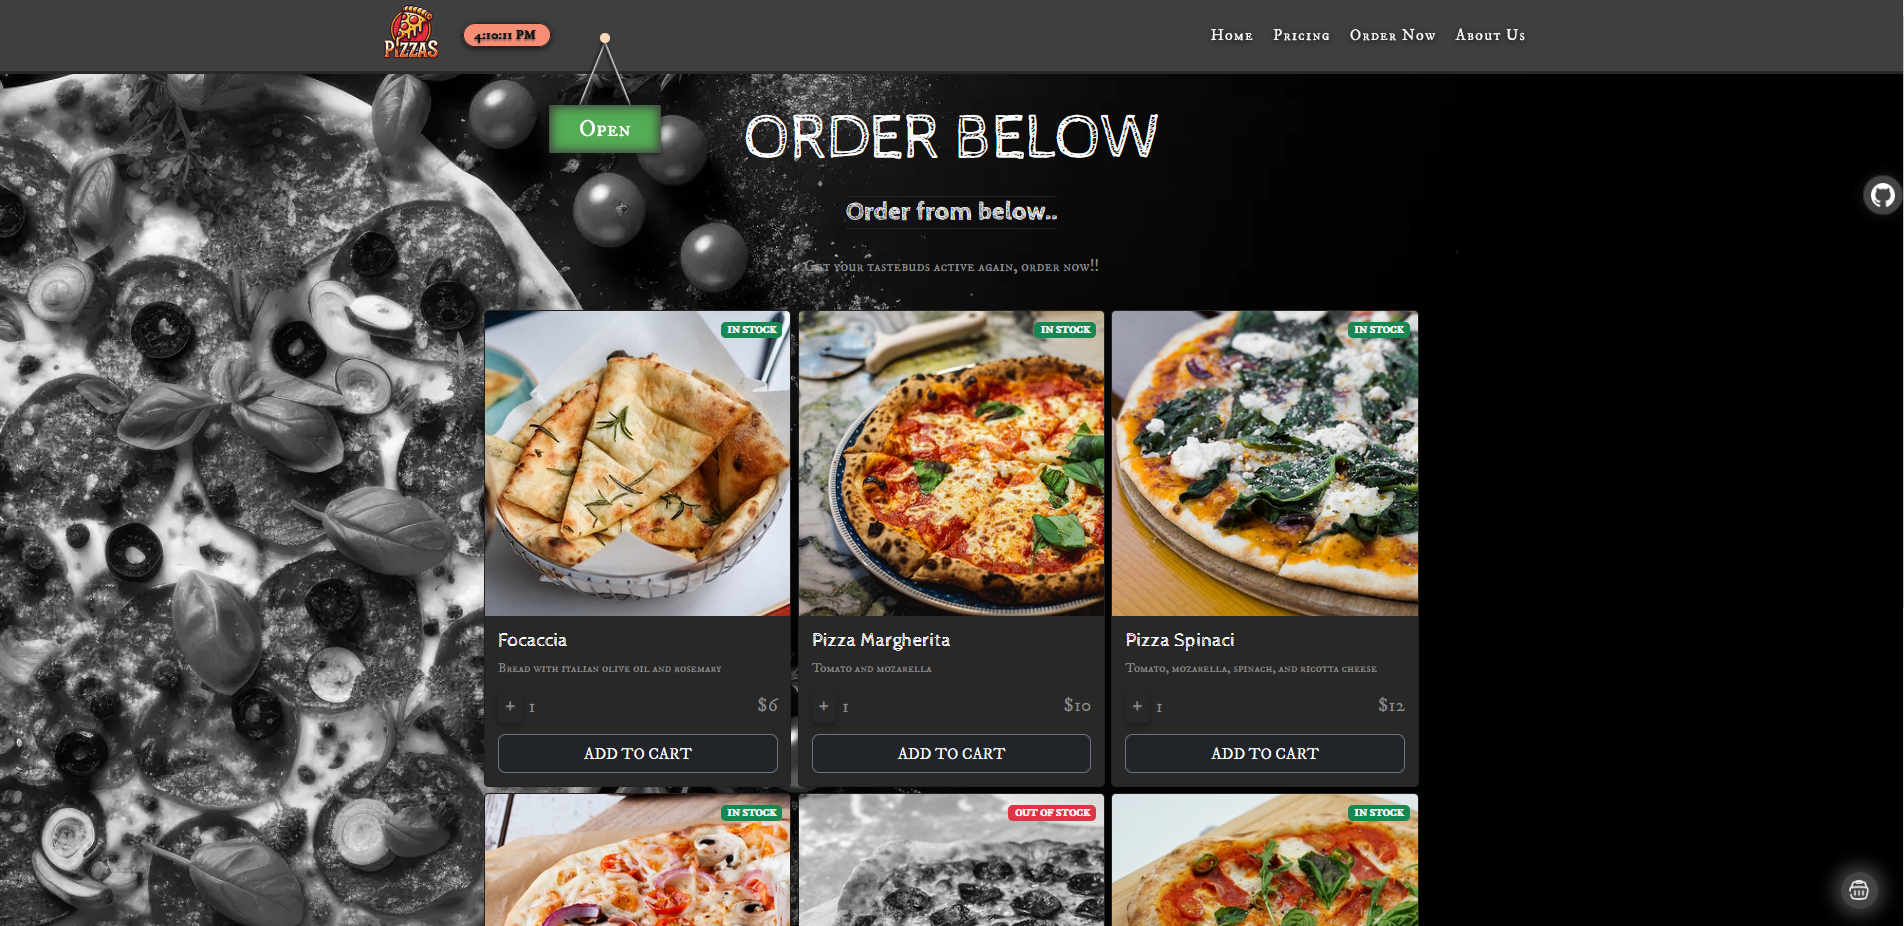 PIZZAS
4:10:11 PM
Home
Pricing
Order Now
About Us
Open
ORDER BELOW
Order from below..
Get your tastebuds active again, order now!!
IN STOCK
IN STOCK
IN STOCK
Focaccia
Bread with italian olive oil and rosemary
+ 1
$6
ADD TO CART
Pizza Margherita
Tomato and mozarella
+ 1
$10
ADD TO CART
Pizza Spinaci
Tomato, mozarella, spinach, and ricotta cheese
+ 1
$12
ADD TO CART
IN STOCK
OUT OF STOCK
IN STOCK